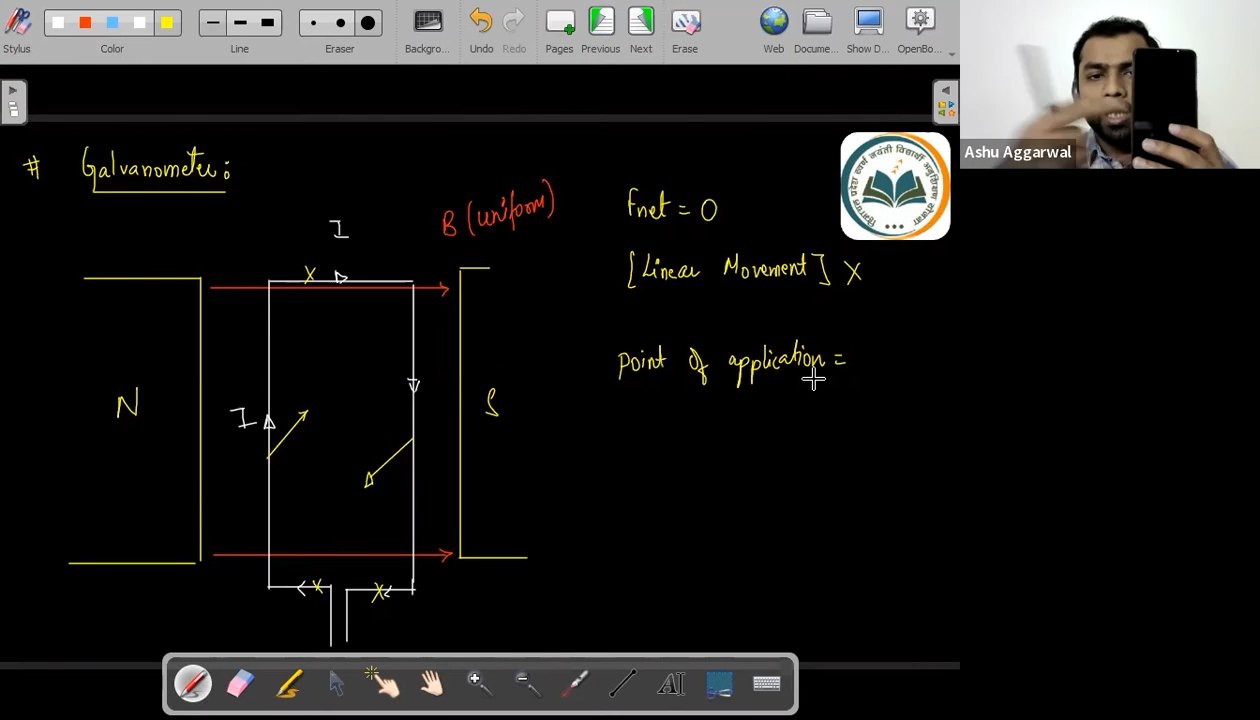 Stylus
Color
Line
Eraser
Backgro...
Undo
Redo
Pages
Previous
Next
Erase
Web
Docume...
Show D...
OpenBo...
Ashu Aggarwal
# Galvanometer:
I
B (uniform)
Fnet = 0
[Linear Movement] X
Point of application =
N
I
S
X
X
X